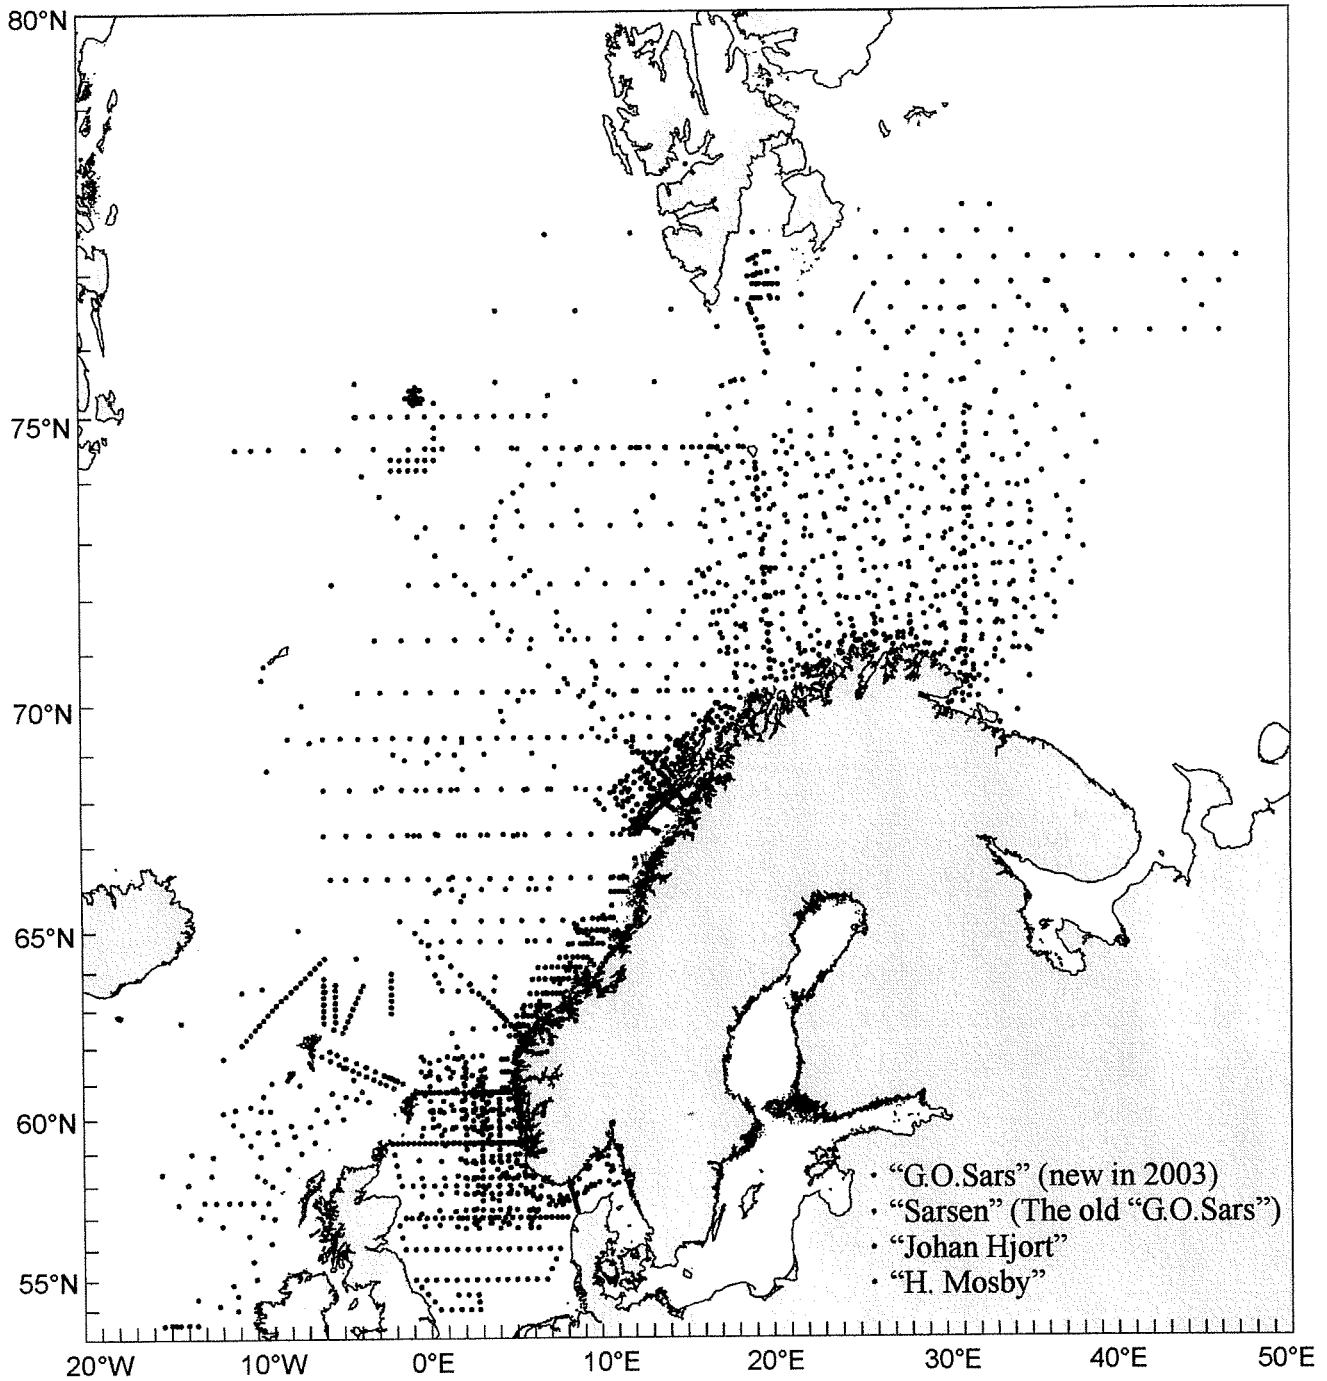 80°N
75°N
70°N
65°N
60°N
55°N
· “G.O.Sars” (new in 2003)
· “Sarsen” (The old “G.O.Sars”)
· “Johan Hjort”
· “H. Mosby”
20°W 10°W 0°E 10°E 20°E 30°E 40°E 50°E